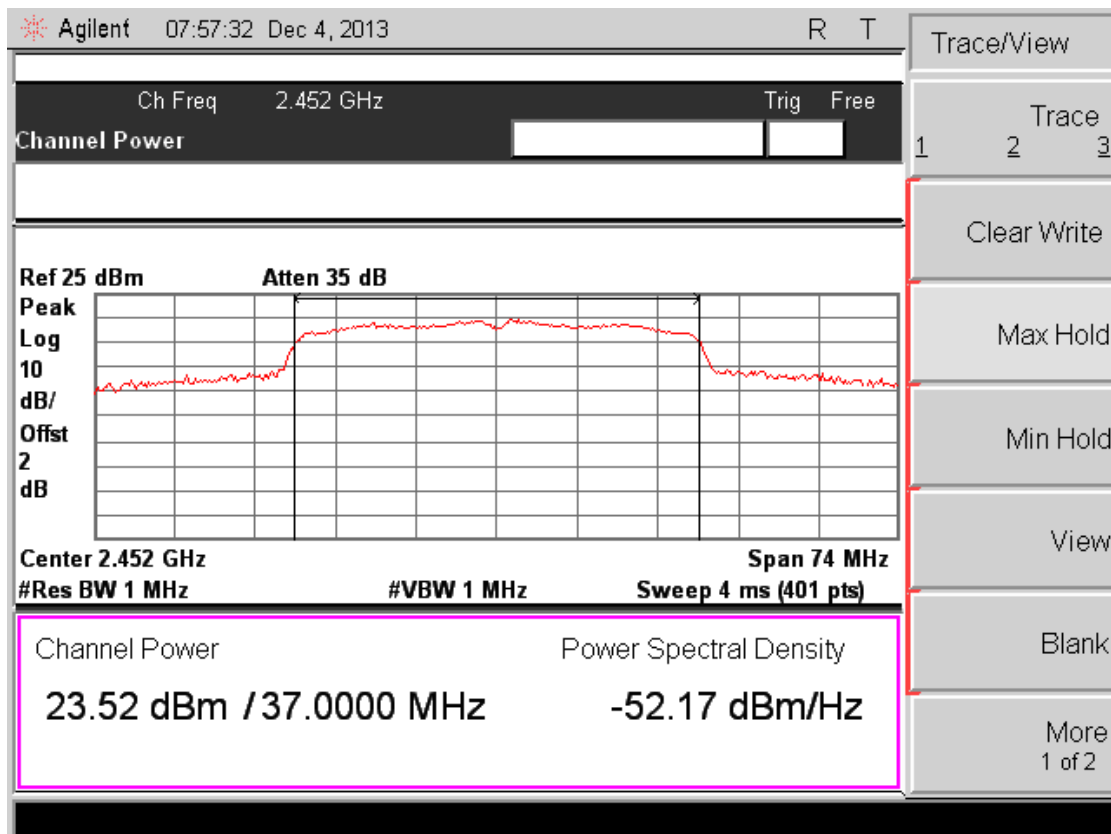 Agilent 07:57:32 Dec 4, 2013 R T
Ch Freq 2.452 GHz Trig Free
Channel Power
Ref 25 dBm Atten 35 dB
Peak
Log
10
dB/
Offst
2
dB
Center 2.452 GHz Span 74 MHz
#Res BW 1 MHz #VBW 1 MHz Sweep 4 ms (401 pts)
Channel Power Power Spectral Density
23.52 dBm / 37.0000 MHz -52.17 dBm/Hz
Trace/View
Trace
1 2 3
Clear Write
Max Hold
Min Hold
View
Blank
More
1 of 2